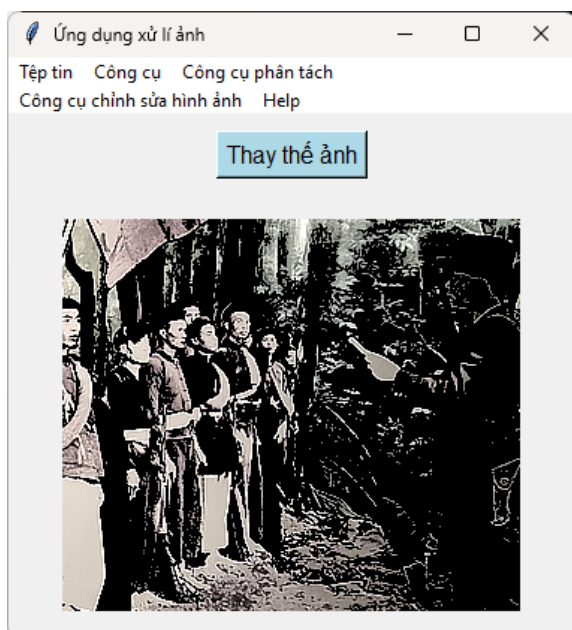 Ứng dụng xử lí ảnh
Tệp tin Công cụ Công cụ phân tách
Công cụ chỉnh sửa hình ảnh Help
Thay thế ảnh